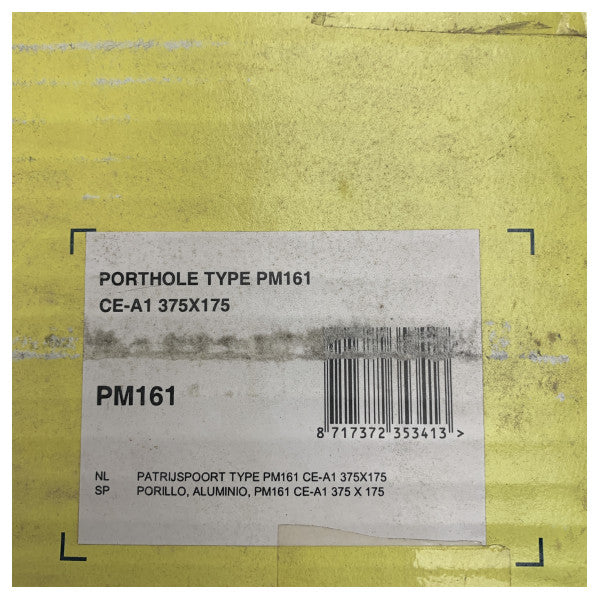 PORTHOLE TYPE PM161
CE-A1 375X175
PM161
8 717372 353413 >
NL PATRIJSPOORT TYPE PM161 CE-A1 375X175
SP PORILLO, ALUMINIO, PM161 CE-A1 375 X 175